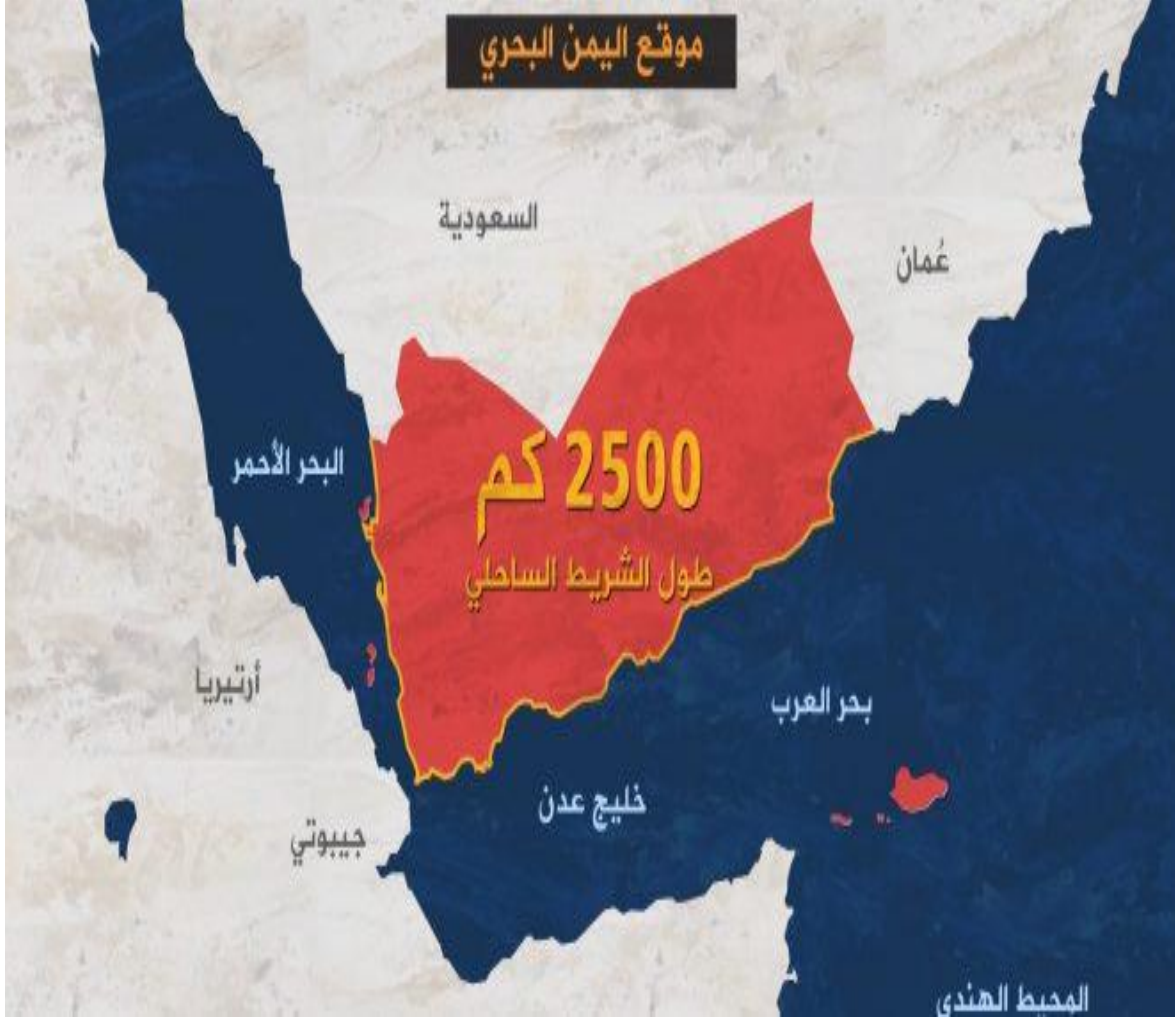 موقع اليمن البحري
السعودية
عُمان
البحر الأحمر
2500 كم
طول الشريط الساحلي
أرتيريا
بحر العرب
خليج عدن
جيبوتي
المحيط الهندي